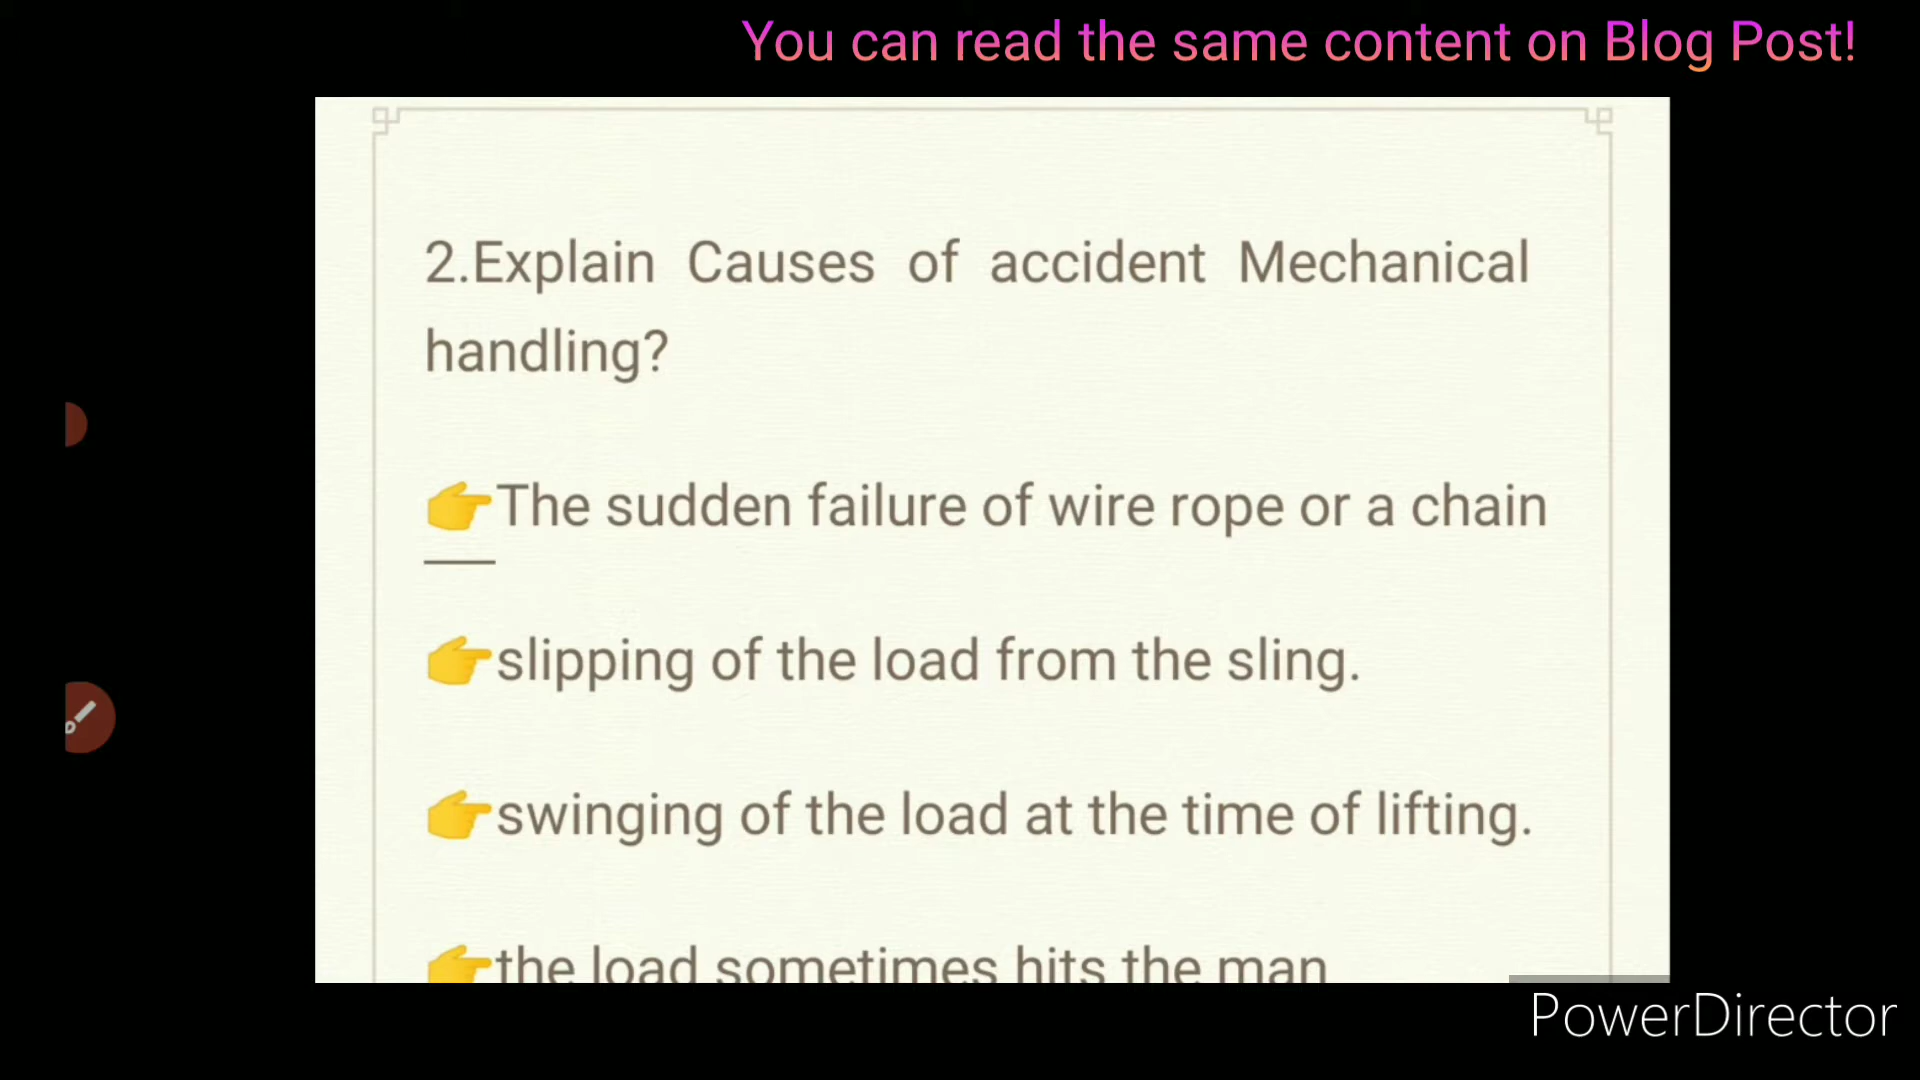 You can read the same content on Blog Post!
2.Explain Causes of accident Mechanical
handling?
👉The sudden failure of wire rope or a chain
👉slipping of the load from the sling.
👉swinging of the load at the time of lifting.
👉the load sometimes hits the man
PowerDirector